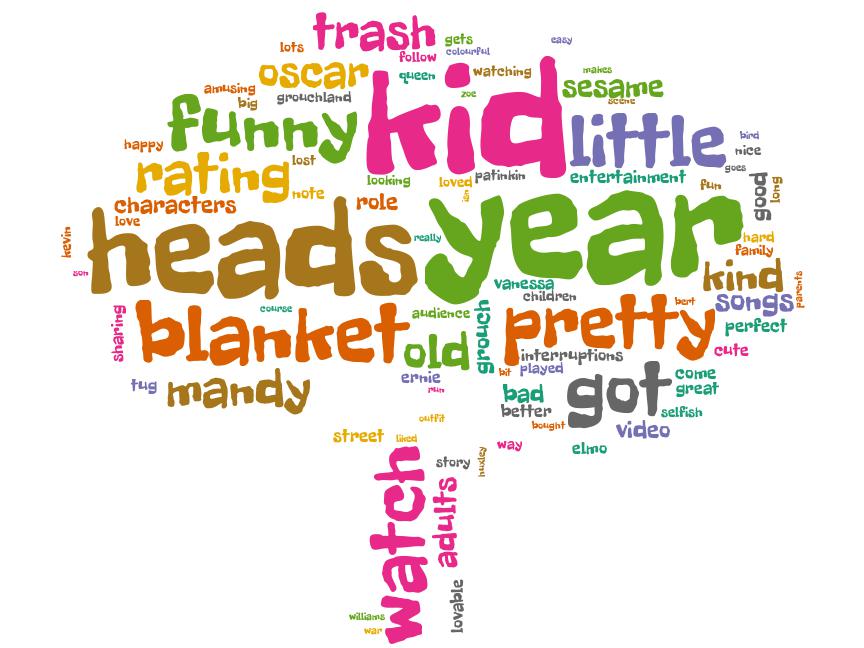 trash
gets
easy
lots
follow
colourful
oscar
queen
watching
makes
amusing
grouchland
zoe
kid
sesame
big
scene
funny
little
bird
happy
lost
nice
rating
looking
loved
patinkin
entertainment
goes
note
isn
fun
good
long
characters
role
love
kevin
heads
really
year
hard
family
son
kind
parents
vanessa
children
songs
bert
sharing
course
audience
grouch
pretty
perfect
blanket
old
interruptions
cute
tug
mandy
ernie
run
bit
played
got
come
great
bad
better
selfish
outfit
bought
video
street
liked
way
elmo
story
huxley
watch
adults
lovable
williams
war